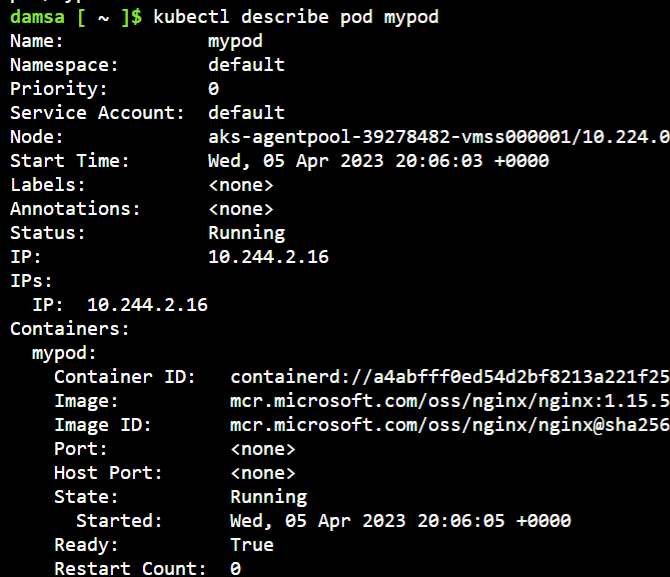 damsa [ ~ ]$ kubectl describe pod mypod
Name: mypod
Namespace: default
Priority: 0
Service Account: default
Node: aks-agentpool-39278482-vmss000001/10.224.0
Start Time: Wed, 05 Apr 2023 20:06:03 +0000
Labels: <none>
Annotations: <none>
Status: Running
IP: 10.244.2.16
IPs:
IP: 10.244.2.16
Containers:
mypod:
Container ID: containerd://a4abfff0ed54d2bf8213a221f25
Image: mcr.microsoft.com/oss/nginx/nginx:1.15.5
Image ID: mcr.microsoft.com/oss/nginx/nginx@sha256
Port: <none>
Host Port: <none>
State: Running
Started: Wed, 05 Apr 2023 20:06:05 +0000
Ready: True
Restart Count: 0